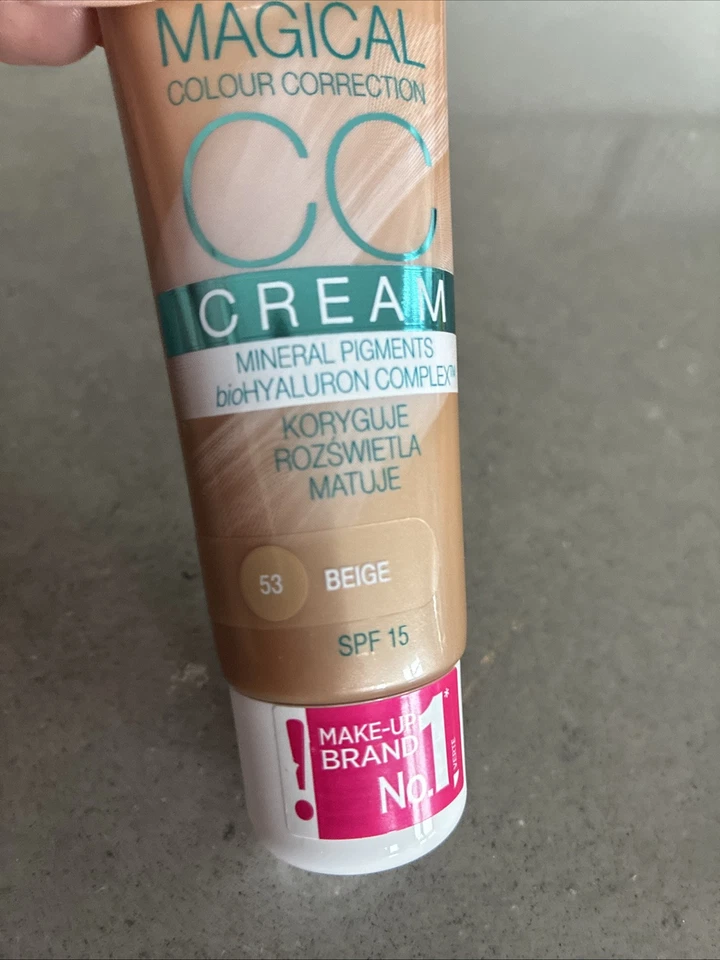 MAGICAL
COLOUR CORRECTION
CC
CREAM
MINERAL PIGMENTS
bioHYALURON COMPLEX™
KORYGUJE
ROZŚWIETLA
MATUJE
53 BEIGE
SPF 15
! MAKE-UP
BRAND
No.1*